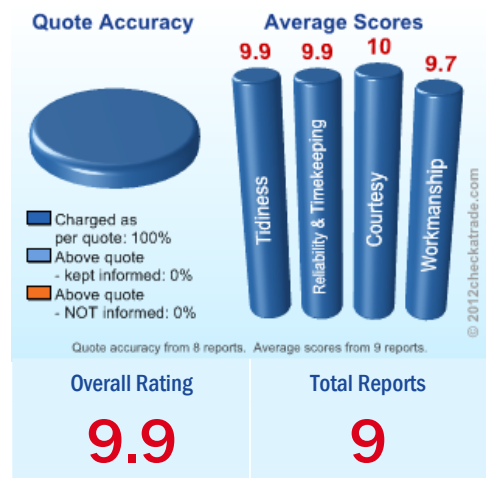 Quote Accuracy
Average Scores
9.9
9.9
10
9.7
Tidiness
Reliability & Timekeeping
Courtesy
Workmanship
Charged as
per quote: 100%
Above quote
- kept informed: 0%
Above quote
- NOT informed: 0%
© 2012checkatrade.com
Quote accuracy from 8 reports. Average scores from 9 reports.
Overall Rating
9.9
Total Reports
9